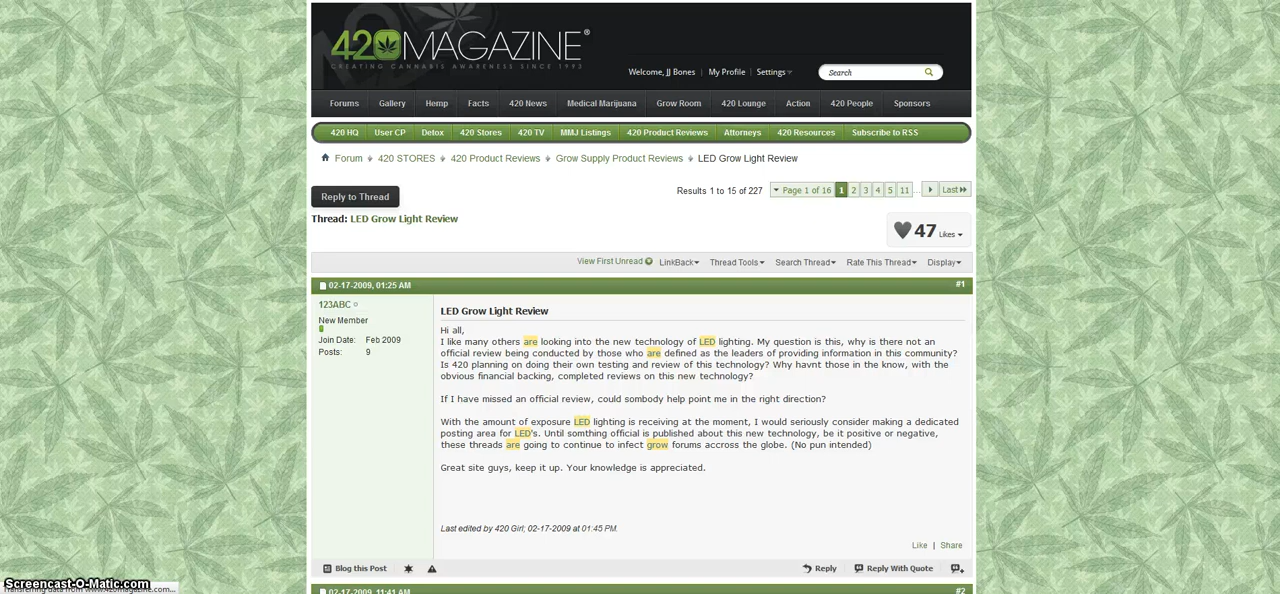 420 MAGAZINE®
CREATING CANNABIS AWARENESS SINCE 1993
Welcome, JJ Bones | My Profile | Settings
Search
Forums Gallery Hemp Facts 420 News Medical Marijuana Grow Room 420 Lounge Action 420 People Sponsors
420 HQ User CP Detox 420 Stores 420 TV MMJ Listings 420 Product Reviews Attorneys 420 Resources Subscribe to RSS
Forum 420 STORES 420 Product Reviews Grow Supply Product Reviews LED Grow Light Review
Reply to Thread
Results 1 to 15 of 227
Page 1 of 16 1 2 3 4 5 11 ... Last
Thread: LED Grow Light Review
47 Likes
View First Unread LinkBack Thread Tools Search Thread Rate This Thread Display
02-17-2009, 01:25 AM #1
123ABC
New Member
Join Date: Feb 2009
Posts: 9
LED Grow Light Review
Hi all,
I like many others are looking into the new technology of LED lighting. My question is this, why is there not an
official review being conducted by those who are defined as the leaders of providing information in this community?
Is 420 planning on doing their own testing and review of this technology? Why havnt those in the know, with the
obvious financial backing, completed reviews on this new technology?
If I have missed an official review, could sombody help point me in the right direction?
With the amount of exposure LED lighting is receiving at the moment, I would seriously consider making a dedicated
posting area for LED's. Until somthing official is published about this new technology, be it positive or negative,
these threads are going to continue to infect grow forums accross the globe. (No pun intended)
Great site guys, keep it up. Your knowledge is appreciated.
Last edited by 420 Girl; 02-17-2009 at 01:45 PM.
Like | Share
Blog this Post
Reply Reply With Quote
Screencast-O-Matic.com
Transferring data from www.420magazine.com...
02-17-2009, 11:41 AM #2